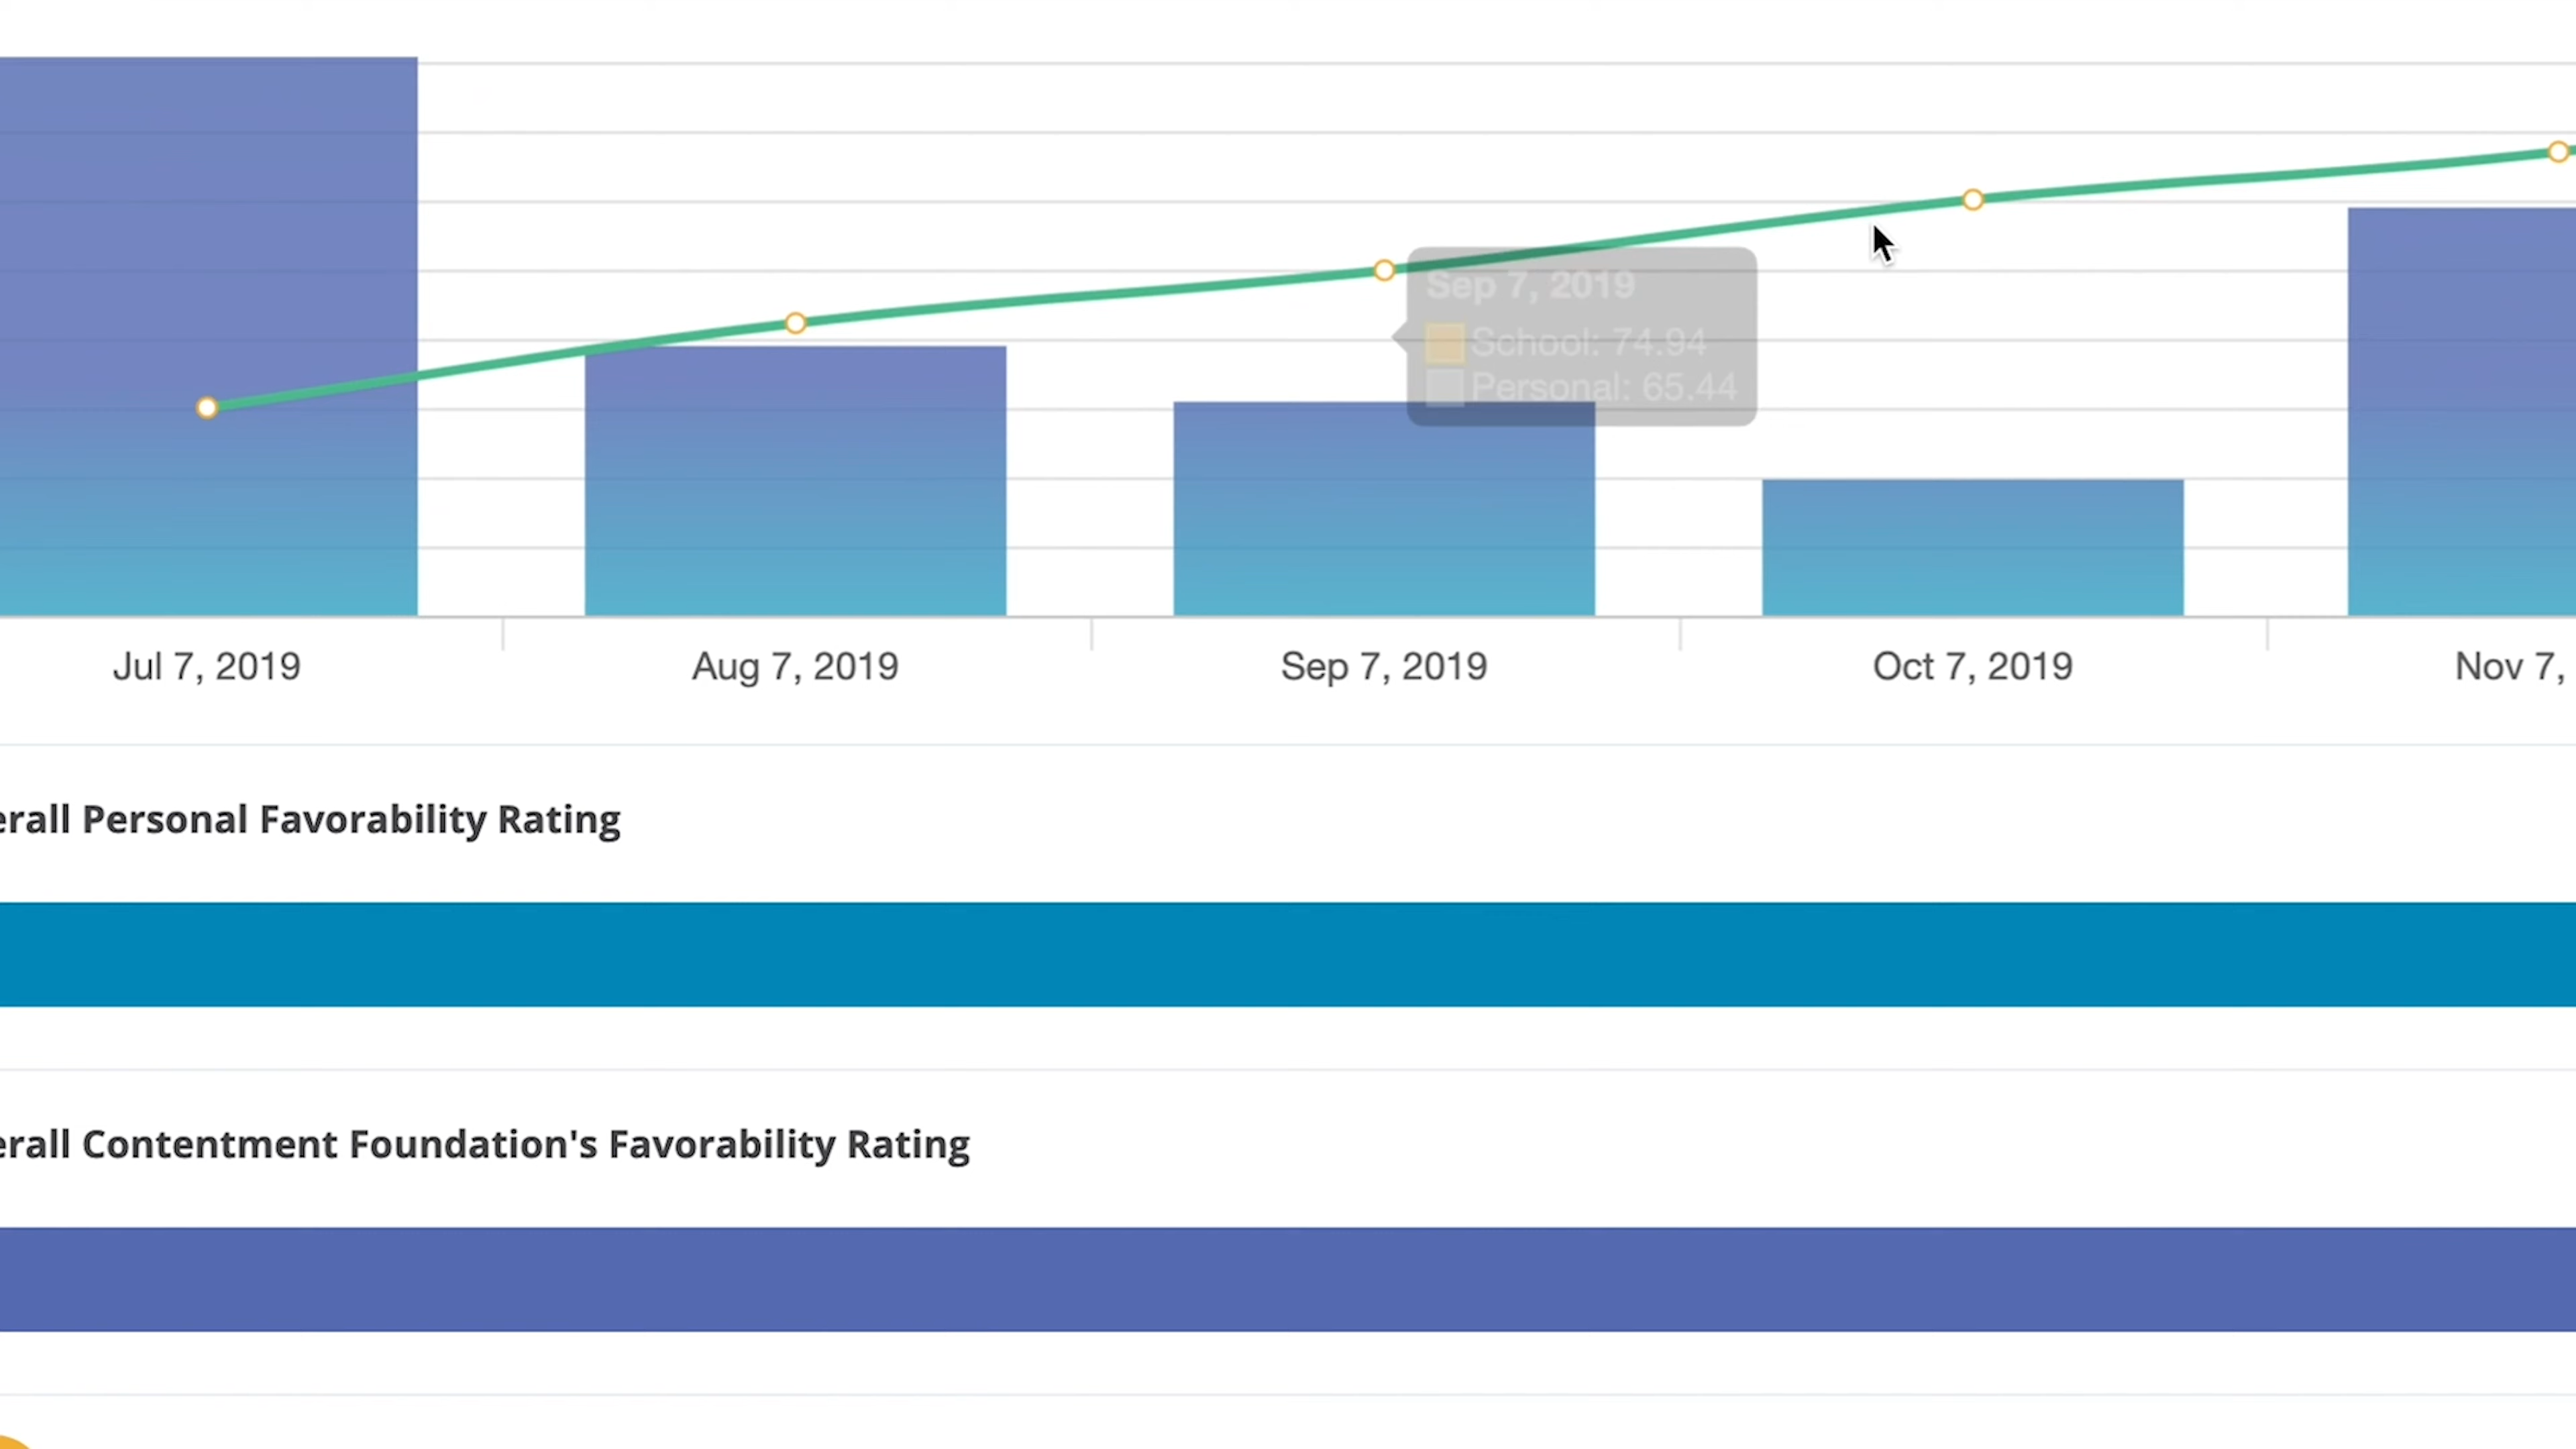 Sep 7, 2019
School: 74.94
Personal: 65.44
Jul 7, 2019
Aug 7, 2019
Sep 7, 2019
Oct 7, 2019
Nov 7,
erall Personal Favorability Rating
erall Contentment Foundation's Favorability Rating